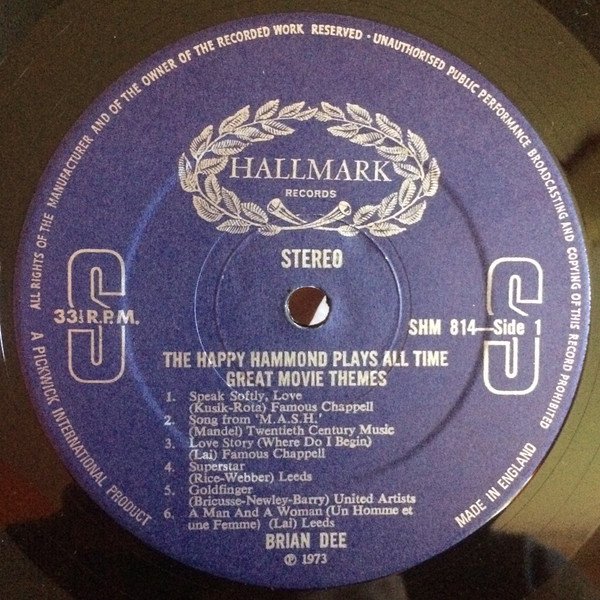 ALL RIGHTS OF THE MANUFACTURER AND OF THE OWNER OF THE RECORDED WORK RESERVED · UNAUTHORISED PUBLIC PERFORMANCE BROADCASTING AND COPYING OF THIS RECORD PROHIBITED
HALLMARK
RECORDS
STEREO
S
S
33⅓ R.P.M.
SHM 814—Side 1
THE HAPPY HAMMOND PLAYS ALL TIME
GREAT MOVIE THEMES
1. Speak Softly, Love
(Kusik-Rota) Famous Chappell
2. Song from 'M.A.S.H.'
(Mandel) Twentieth Century Music
3. Love Story (Where Do I Begin)
(Lai) Famous Chappell
4. Superstar
(Rice-Webber) Leeds
5. Goldfinger
(Bricusse-Newley-Barry) United Artists
6. A Man And A Woman (Un Homme et
une Femme) (Lai) Leeds
BRIAN DEE
℗ 1973
A PICKWICK INTERNATIONAL PRODUCT
MADE IN ENGLAND